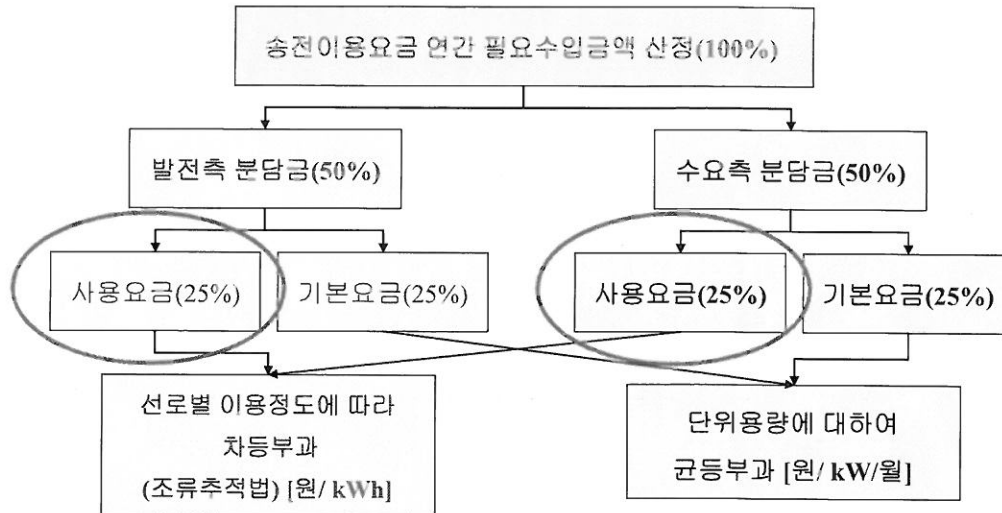 송전이용요금 연간 필요수입금액 산정(100%)
발전측 분담금(50%)
수요측 분담금(50%)
사용요금(25%)
기본요금(25%)
사용요금(25%)
기본요금(25%)
선로별 이용정도에 따라
차등부과
(조류추적법) [원/ kWh]
단위용량에 대하여
균등부과 [원/ kW/월]